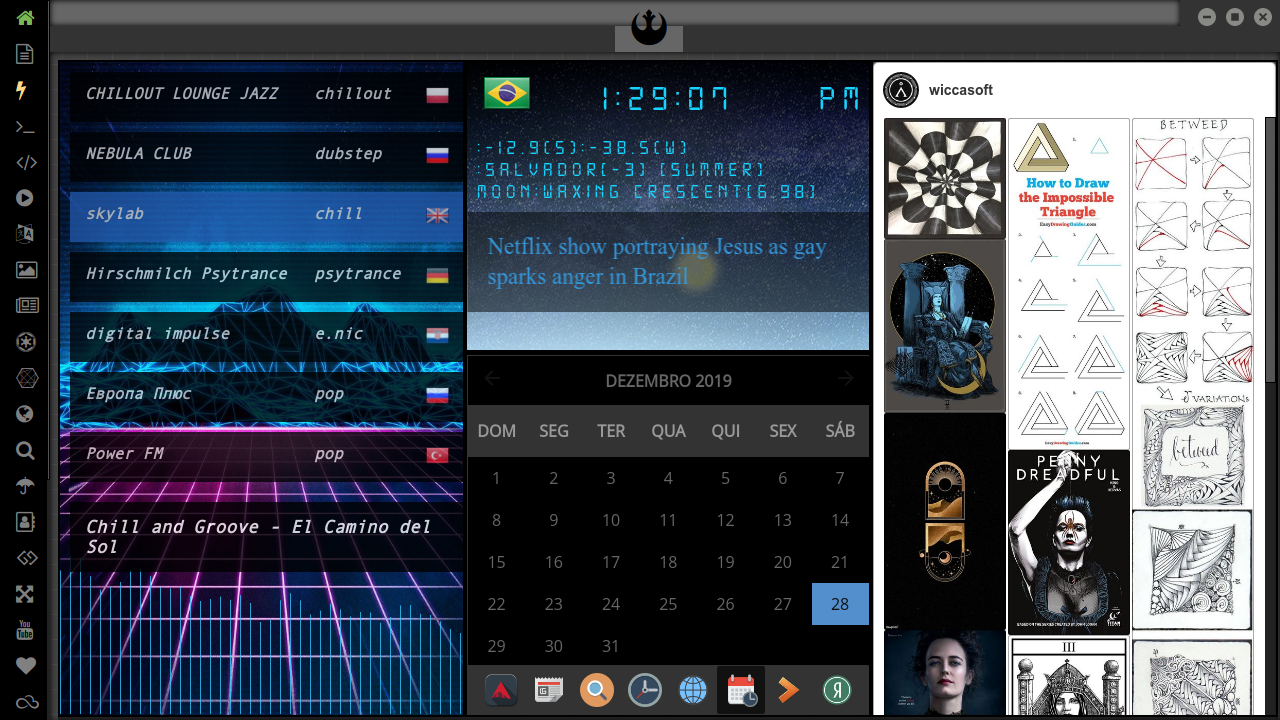 CHILLOUT LOUNGE JAZZ chillout
NEBULA CLUB dubstep
skylab chill
Hirschmilch Psytrance psytrance
digital impulse e.nic
Европа Плюс pop
Power FM pop
Chill and Groove - El Camino del
Sol
1:29:07 PM
:-12.9(S):-38.5(W)
:SALVADOR(-3) (SUMMER)
MOON:WAXING CRESCENT(6.98)
Netflix show portraying Jesus as gay
sparks anger in Brazil
DEZEMBRO 2019
DOM SEG TER QUA QUI SEX SÁB
1 2 3 4 5 6 7
8 9 10 11 12 13 14
15 16 17 18 19 20 21
22 23 24 25 26 27 28
29 30 31
Я
wiccasoft
How to Draw
the Impossible
Triangle
EasyDrawingGuides.com
PENNY
DREADFUL
III
BETWEED
VARIATIONS